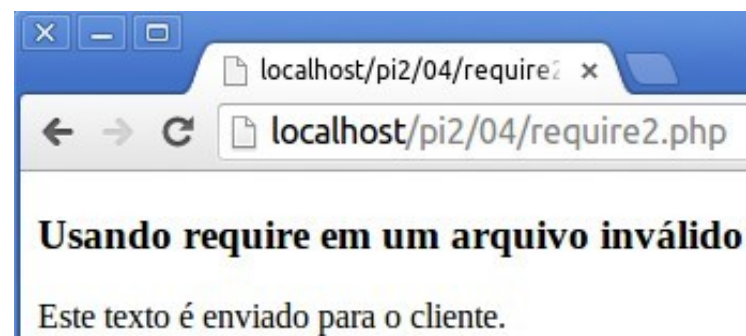 localhost/pi2/04/require2
localhost/pi2/04/require2.php
Usando require em um arquivo inválido
Este texto é enviado para o cliente.